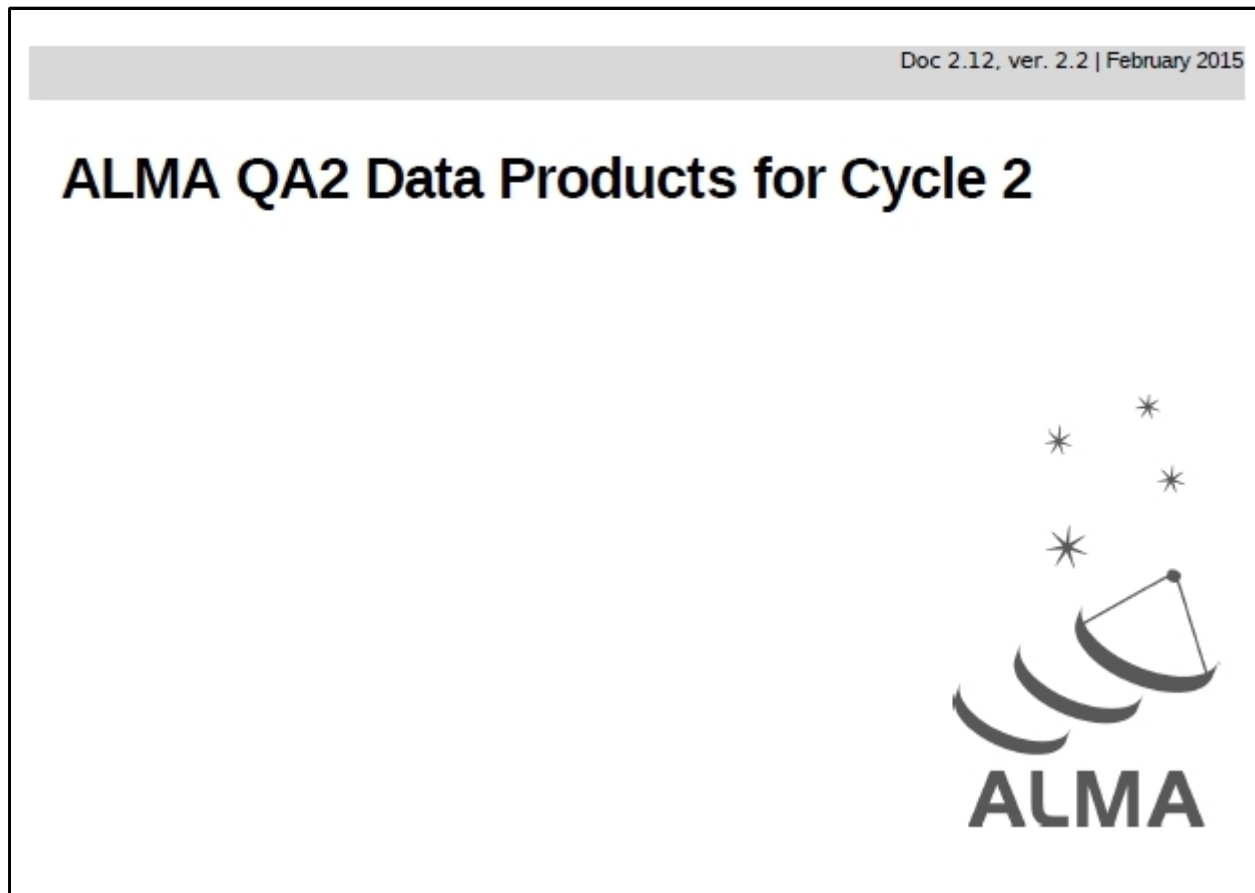 Doc 2.12, ver. 2.2 | February 2015
ALMA QA2 Data Products for Cycle 2
ALMA